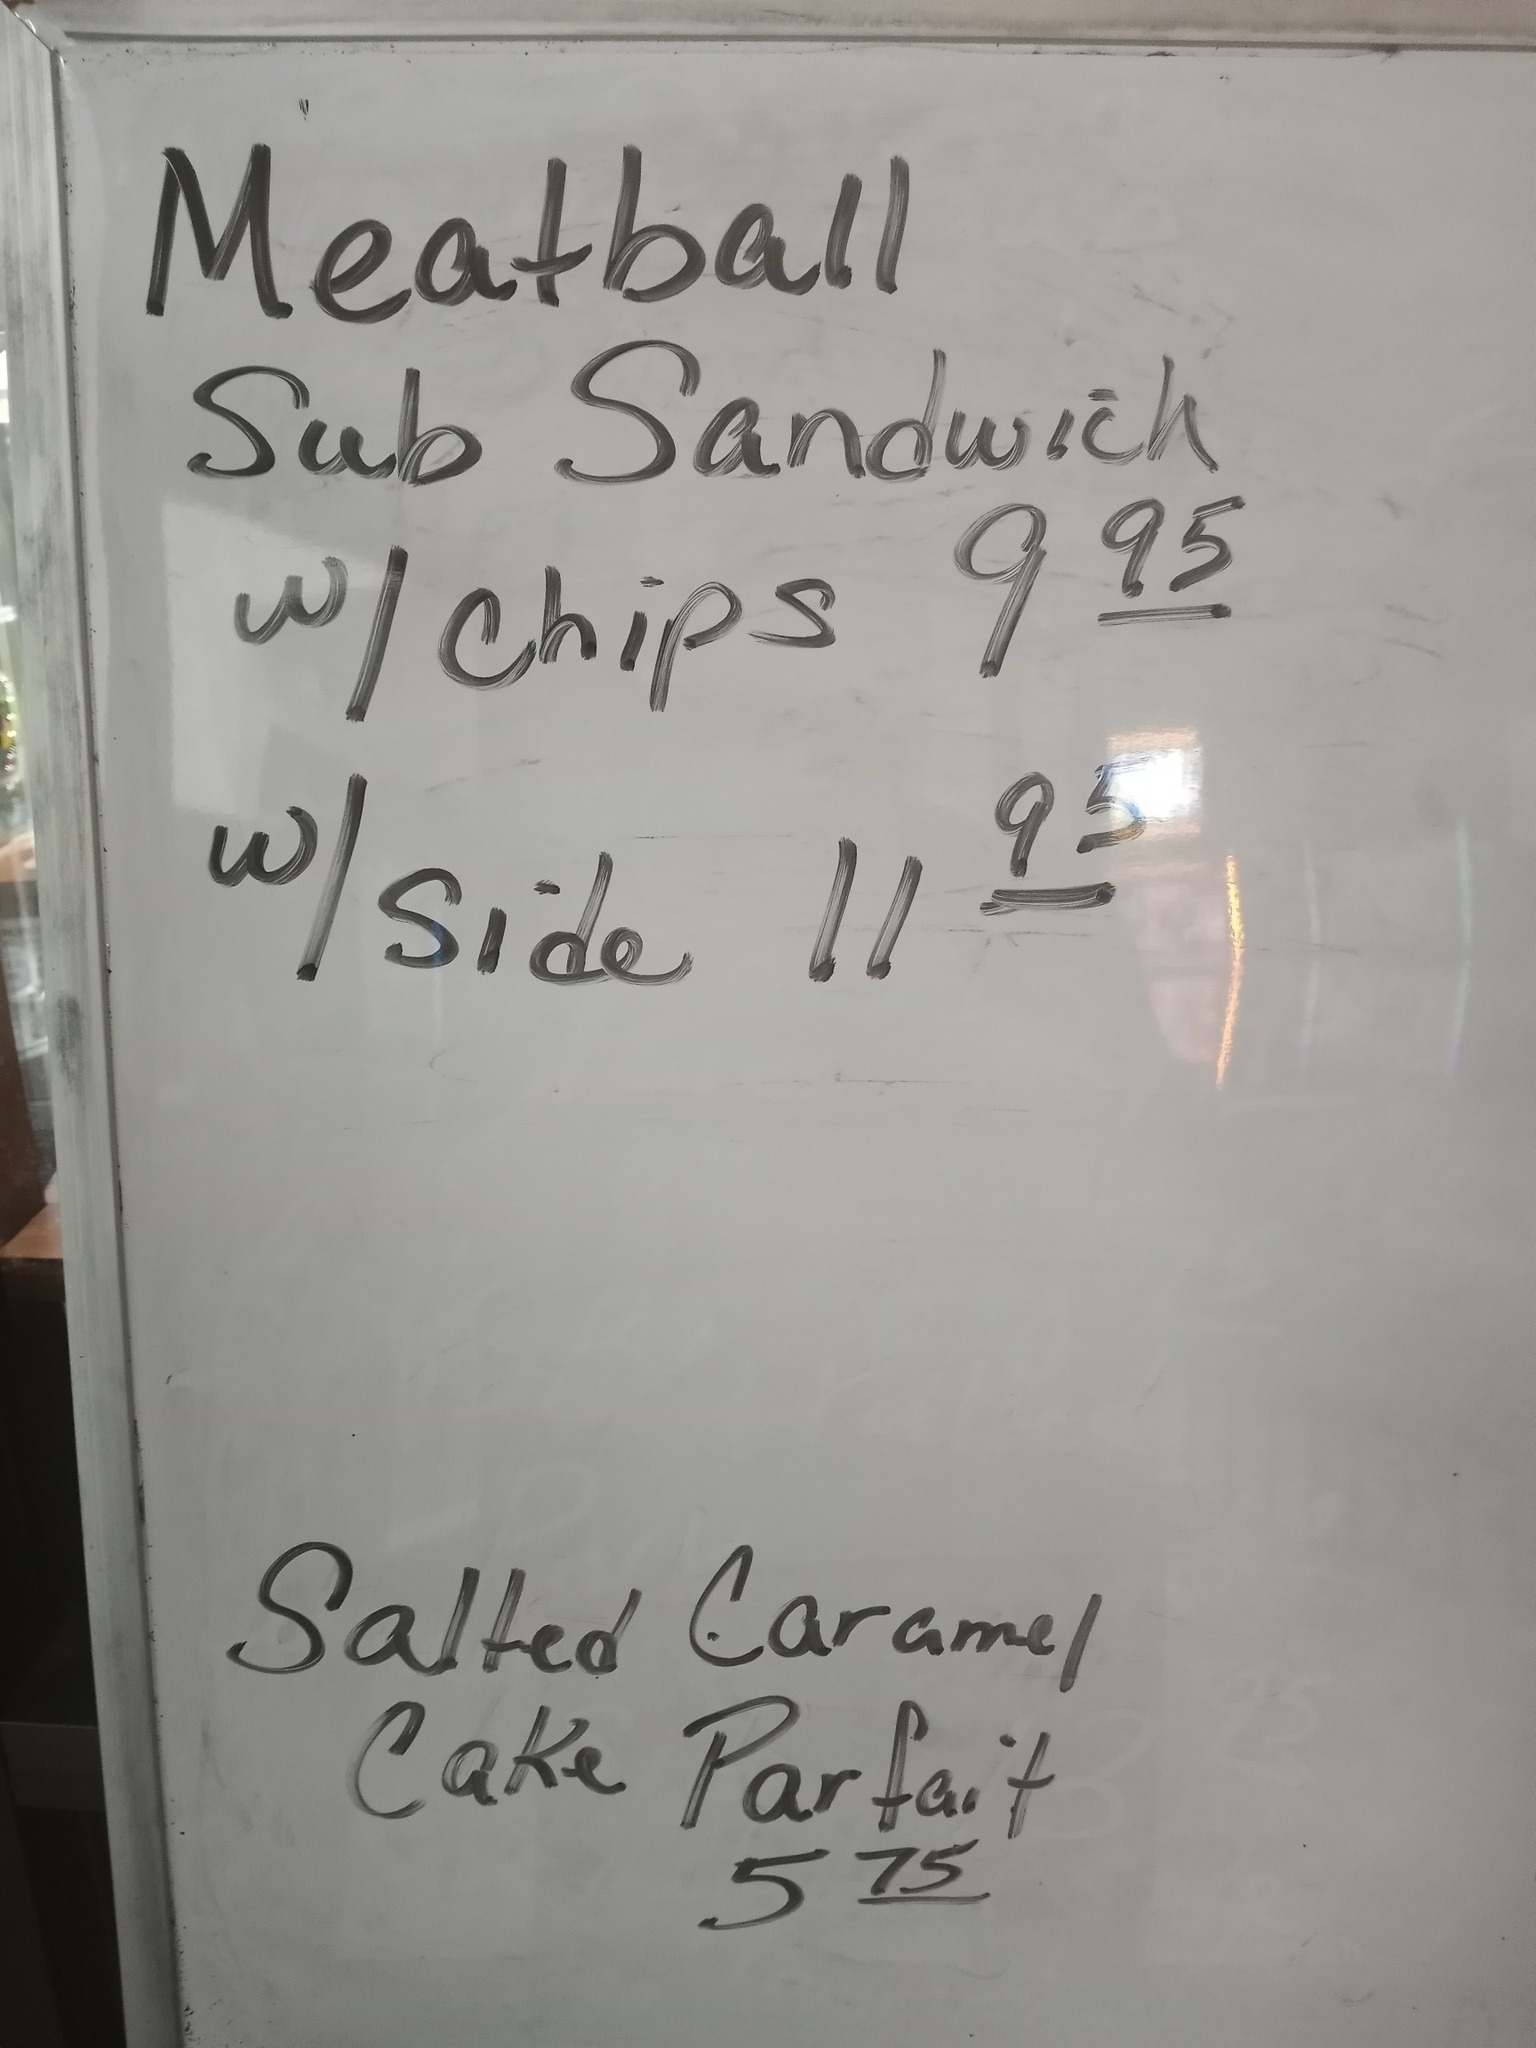 Meatball
Sub Sandwich
w/ chips 9 95
w/ side 11 95
Salted Caramel
Cake Parfait
5 75